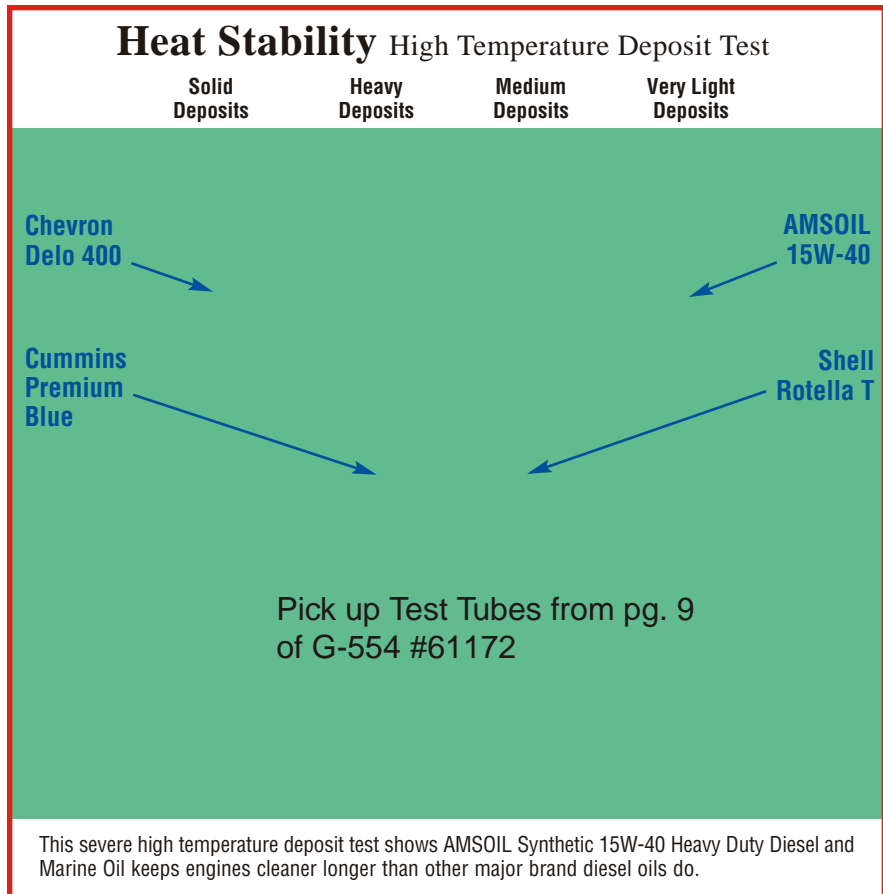 Heat Stability High Temperature Deposit Test
Solid Deposits
Heavy Deposits
Medium Deposits
Very Light Deposits
Chevron
Delo 400
AMSOIL
15W-40
Cummins
Premium
Blue
Shell
Rotella T
Pick up Test Tubes from pg. 9
of G-554 #61172
This severe high temperature deposit test shows AMSOIL Synthetic 15W-40 Heavy Duty Diesel and
Marine Oil keeps engines cleaner longer than other major brand diesel oils do.